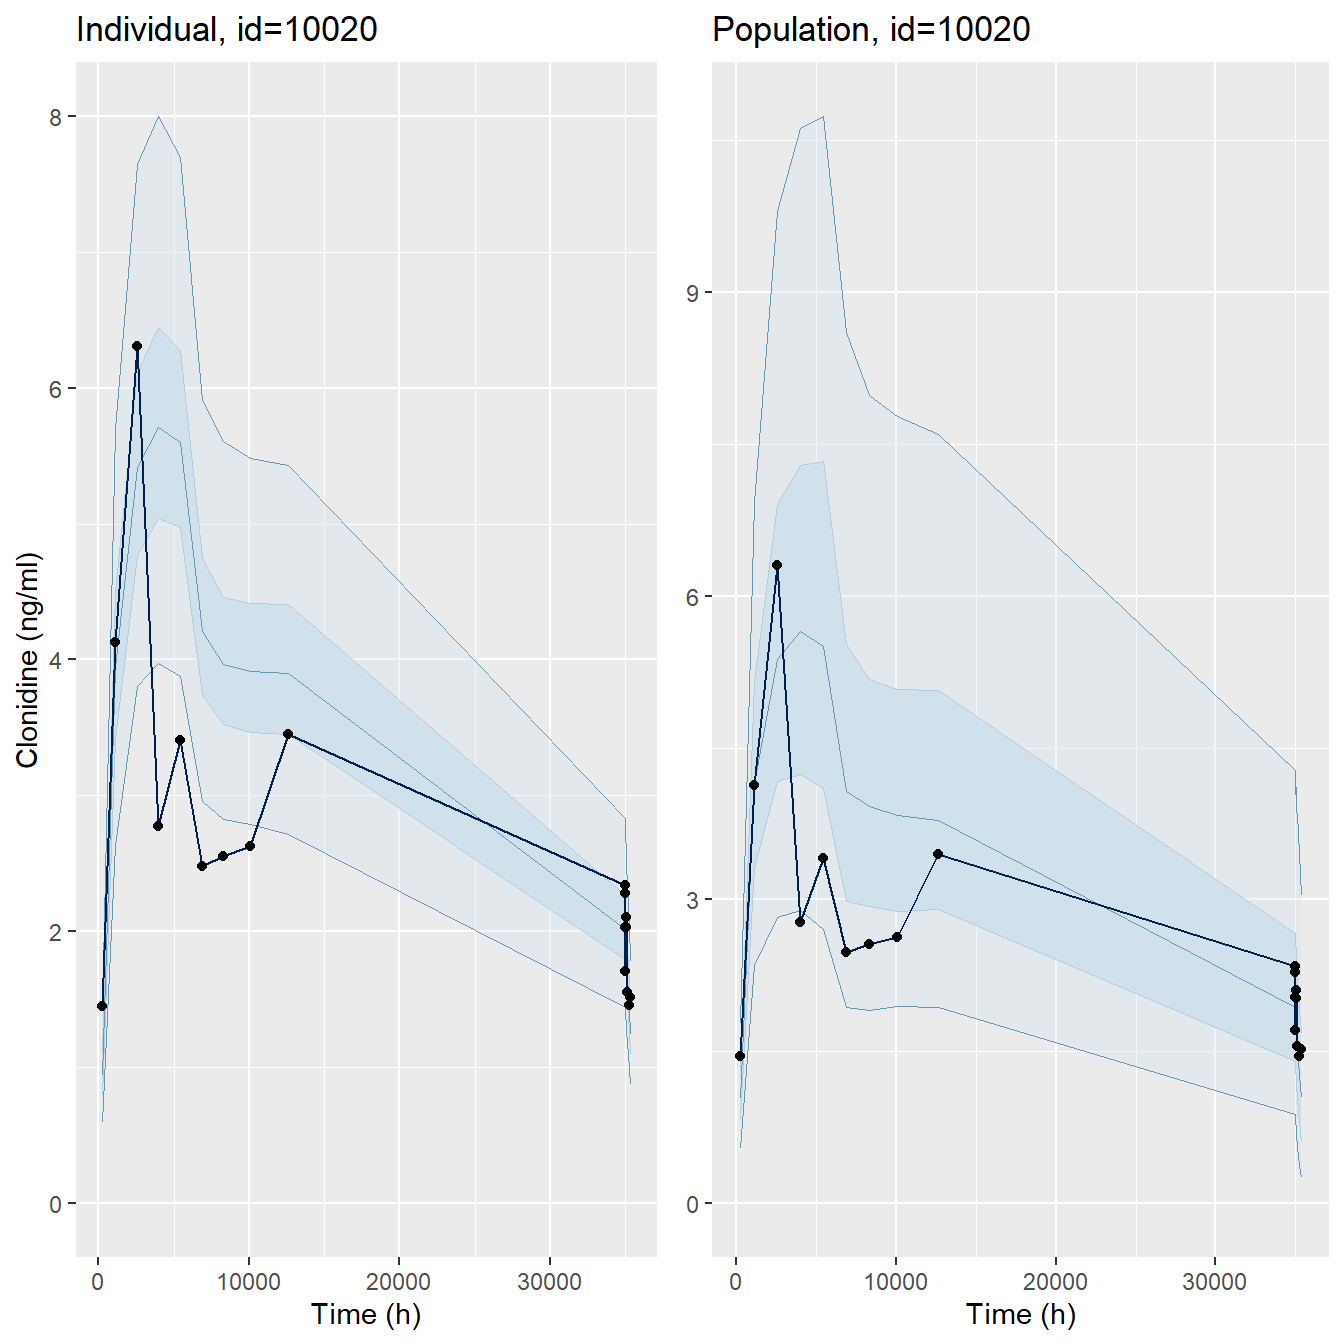 Individual, id=10020
Population, id=10020
Clonidine (ng/ml)
8
6
4
2
0
0 10000 20000 30000
Time (h)
9
6
3
0
0 10000 20000 30000
Time (h)